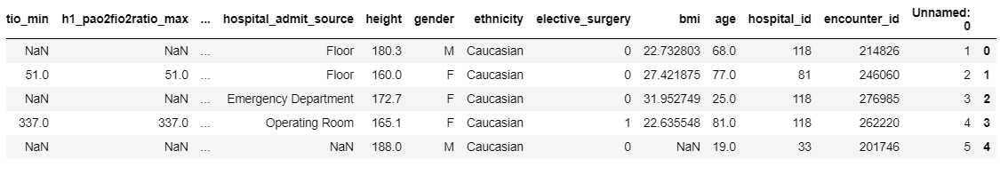 tio_min h1_pao2fio2ratio_max ... hospital_admit_source height gender ethnicity elective_surgery bmi age hospital_id encounter_id Unnamed: 0
NaN NaN ... Floor 180.3 M Caucasian 0 22.732803 68.0 118 214826 1 0
51.0 51.0 ... Floor 160.0 F Caucasian 0 27.421875 77.0 81 246060 2 1
NaN NaN ... Emergency Department 172.7 F Caucasian 0 31.952749 25.0 118 276985 3 2
337.0 337.0 ... Operating Room 165.1 F Caucasian 1 22.635548 81.0 118 262220 4 3
NaN NaN ... NaN 188.0 M Caucasian 0 NaN 19.0 33 201746 5 4